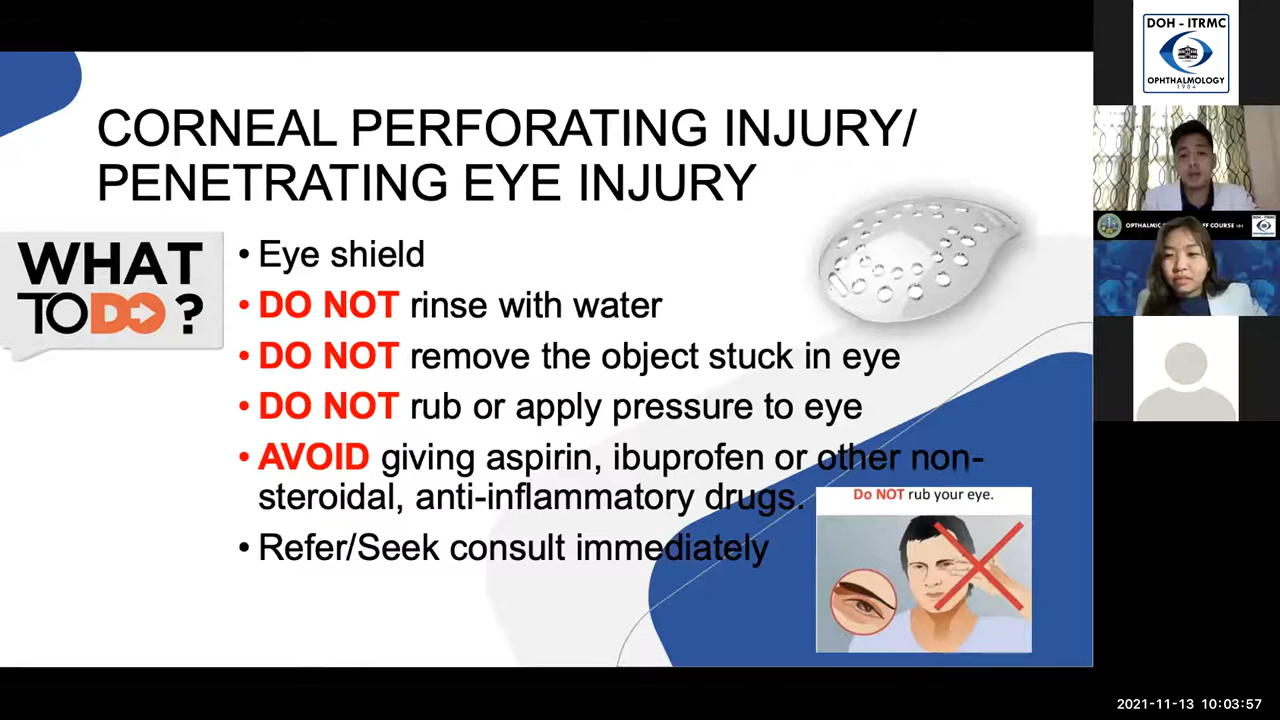 CORNEAL PERFORATING INJURY/
PENETRATING EYE INJURY
WHAT
TO DO ?
• Eye shield
• DO NOT rinse with water
• DO NOT remove the object stuck in eye
• DO NOT rub or apply pressure to eye
• AVOID giving aspirin, ibuprofen or other non-
steroidal, anti-inflammatory drugs.
• Refer/Seek consult immediately
Do NOT rub your eye.
DOH - ITRMC
OPHTHALMOLOGY
1984
2021-11-13 10:03:57